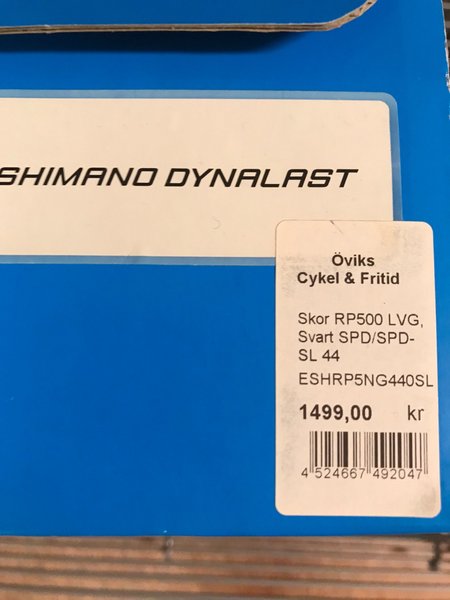 SHIMANO DYNALAST
Öviks
Cykel & Fritid
Skor RP500 LVG,
Svart SPD/SPD-
SL 44
ESHRP5NG440SL
1499,00 kr
4 524667 492047